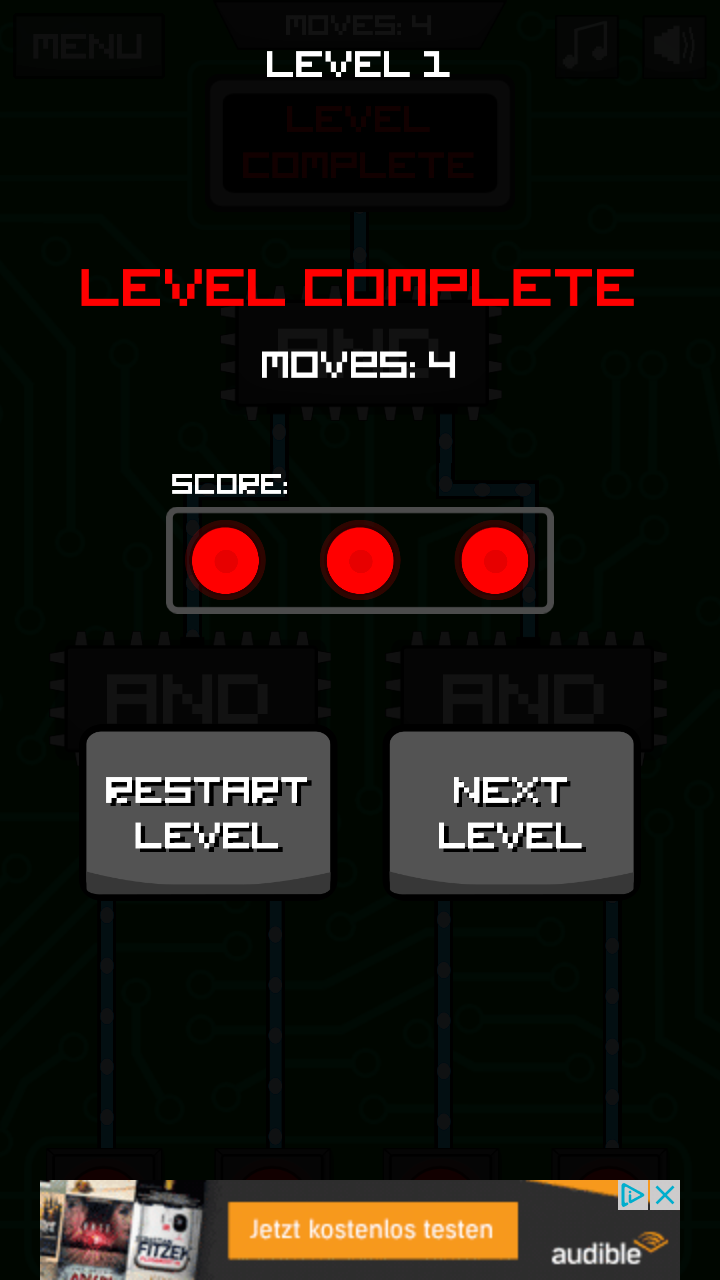 MOVES: 4
MENU
LEVEL 1
LEVEL
COMPLETE
LEVEL COMPLETE
AND
MOVES: 4
SCORE:
AND AND
RESTART
LEVEL
NEXT
LEVEL
FITZEK
Jetzt kostenlos testen
audible